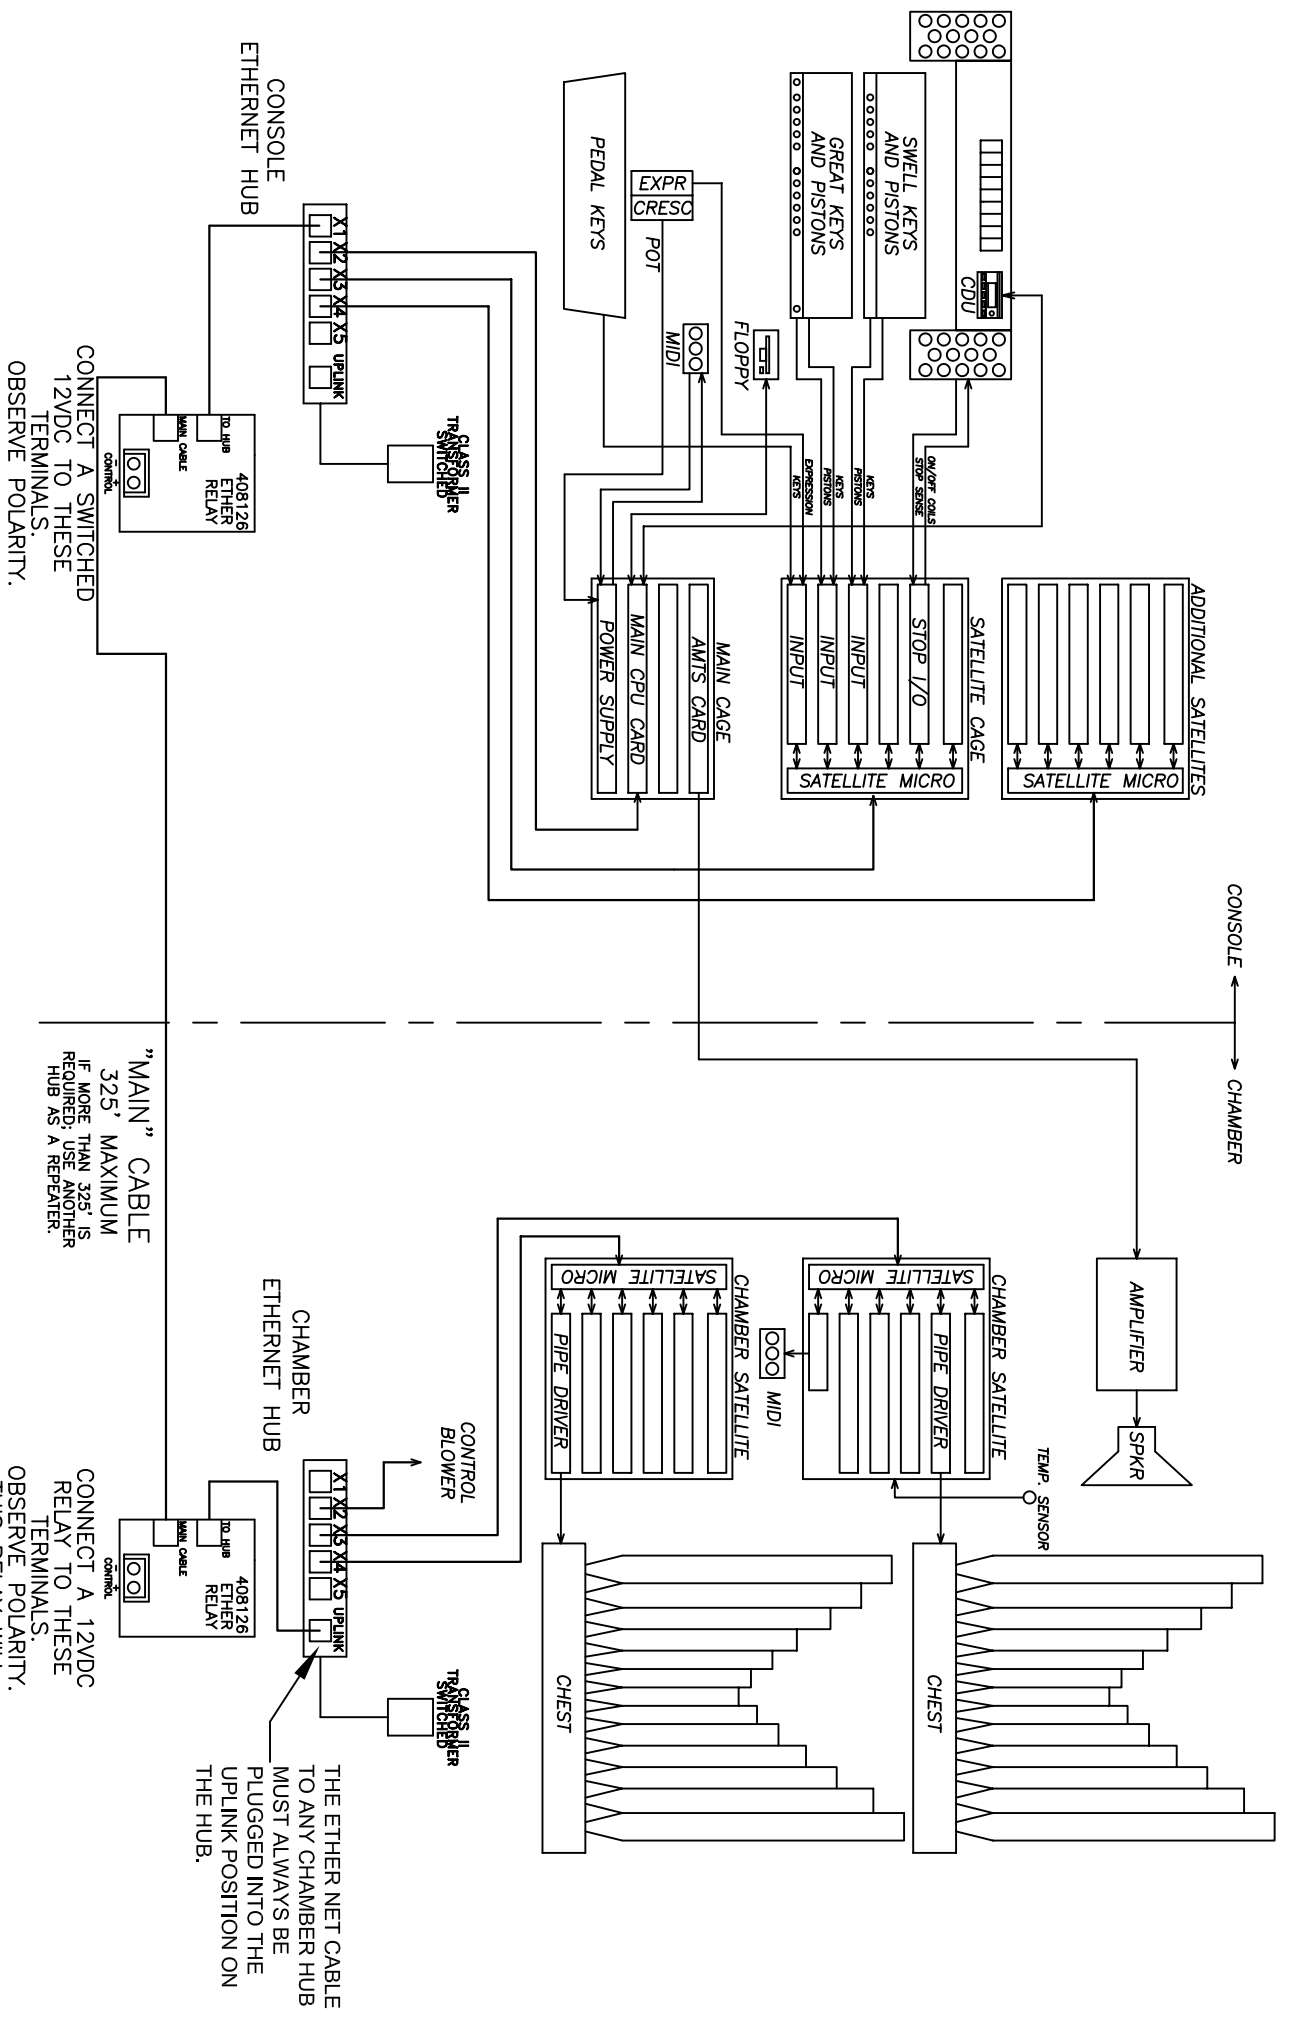 CONSOLE
CHAMBER
CDU
SWELL KEYS
AND PISTONS
GREAT KEYS
AND PISTONS
EXPR
CRESC
POT
PEDAL KEYS
FLOPPY
MIDI
ON/OFF COILS
STOP SENSE
KEYS
PISTONS
KEYS
PISTONS
EXPRESSION
KEYS
ADDITIONAL SATELLITES
SATELLITE MICRO
SATELLITE CAGE
STOP I/O
INPUT
INPUT
INPUT
SATELLITE MICRO
MAIN CAGE
AMTS CARD
MAIN CPU CARD
POWER SUPPLY
AMPLIFIER
SPKR
TEMP. SENSOR
CHAMBER SATELLITE
SATELLITE MICRO
PIPE DRIVER
MIDI
CHEST
CHAMBER SATELLITE
SATELLITE MICRO
PIPE DRIVER
CHEST
CONTROL
BLOWER
CONSOLE
ETHERNET HUB
X1 X2 X3 X4 X5 UPLINK
CLASS II
TRANSFORMER
SWITCHED
408126
ETHER
RELAY
TO HUB
MAIN CABLE
- +
CONTROL
CONNECT A SWITCHED
12VDC TO THESE
TERMINALS.
OBSERVE POLARITY.
"MAIN" CABLE
325' MAXIMUM
IF MORE THAN 325' IS
REQUIRED; USE ANOTHER
HUB AS A REPEATER.
CHAMBER
ETHERNET HUB
X1 X2 X3 X4 X5 UPLINK
CLASS II
TRANSFORMER
SWITCHED
408126
ETHER
RELAY
TO HUB
MAIN CABLE
- +
CONTROL
CONNECT A 12VDC
RELAY TO THESE
TERMINALS.
OBSERVE POLARITY.
THE ETHER NET CABLE
TO ANY CHAMBER HUB
MUST ALWAYS BE
PLUGGED INTO THE
UPLINK POSITION ON
THE HUB.